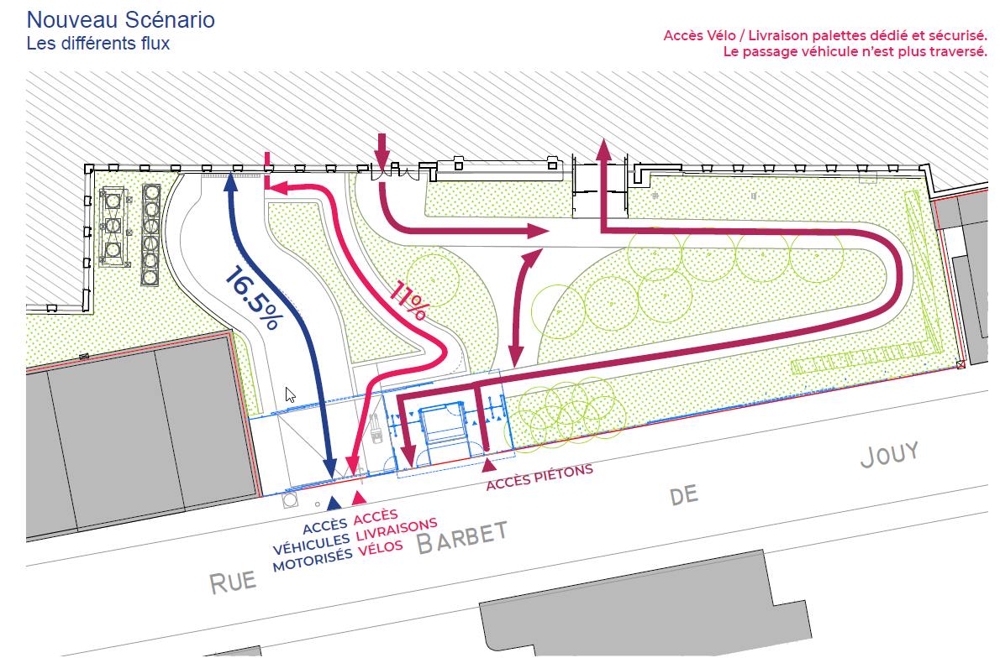 Nouveau Scénario
Les différents flux
Accès Vélo / Livraison palettes dédié et sécurisé.
Le passage véhicule n'est plus traversé.
16.5%
11%
ACCÈS PIÉTONS
ACCÈS
VÉHICULES
MOTORISÉS
ACCÈS
LIVRAISONS
VÉLOS
RUE BARBET DE JOUY